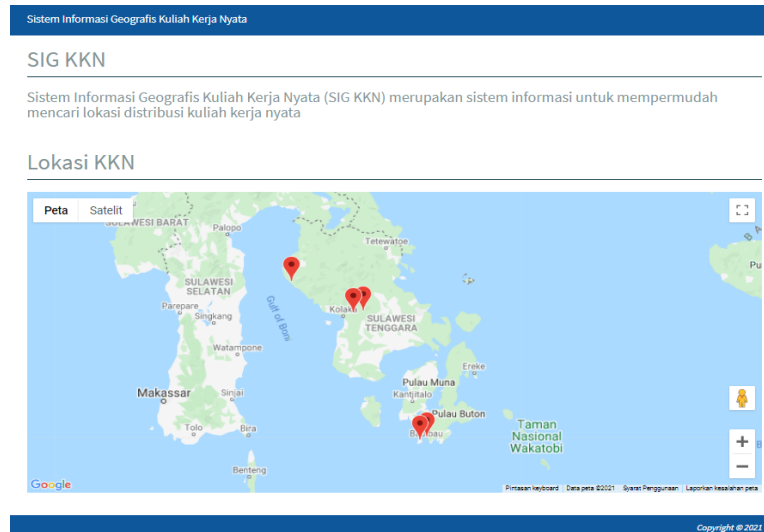 Sistem Informasi Geografis Kuliah Kerja Nyata
SIG KKN
Sistem Informasi Geografis Kuliah Kerja Nyata (SIG KKN) merupakan sistem informasi untuk mempermudah
mencari lokasi distribusi kuliah kerja nyata
Lokasi KKN
Peta Satelit
SULAWESI BARAT
Palopo
Tetewatoe
Pu
SULAWESI
SELATAN
Parepare
Singkang
Gulf of Boni
Kolaka
SULAWESI
TENGGARA
Watampone
Ereke
Pulau Muna
Kantjitalo
Makassar
Sinjai
Pulau Buton
Taman
Nasional
Wakatobi
Tolo
Bira
Benteng
Google
Pintasan keyboard
Data peta ©2021
Syarat Penggunaan
Laporkan kesalahan peta
Copyright © 2021